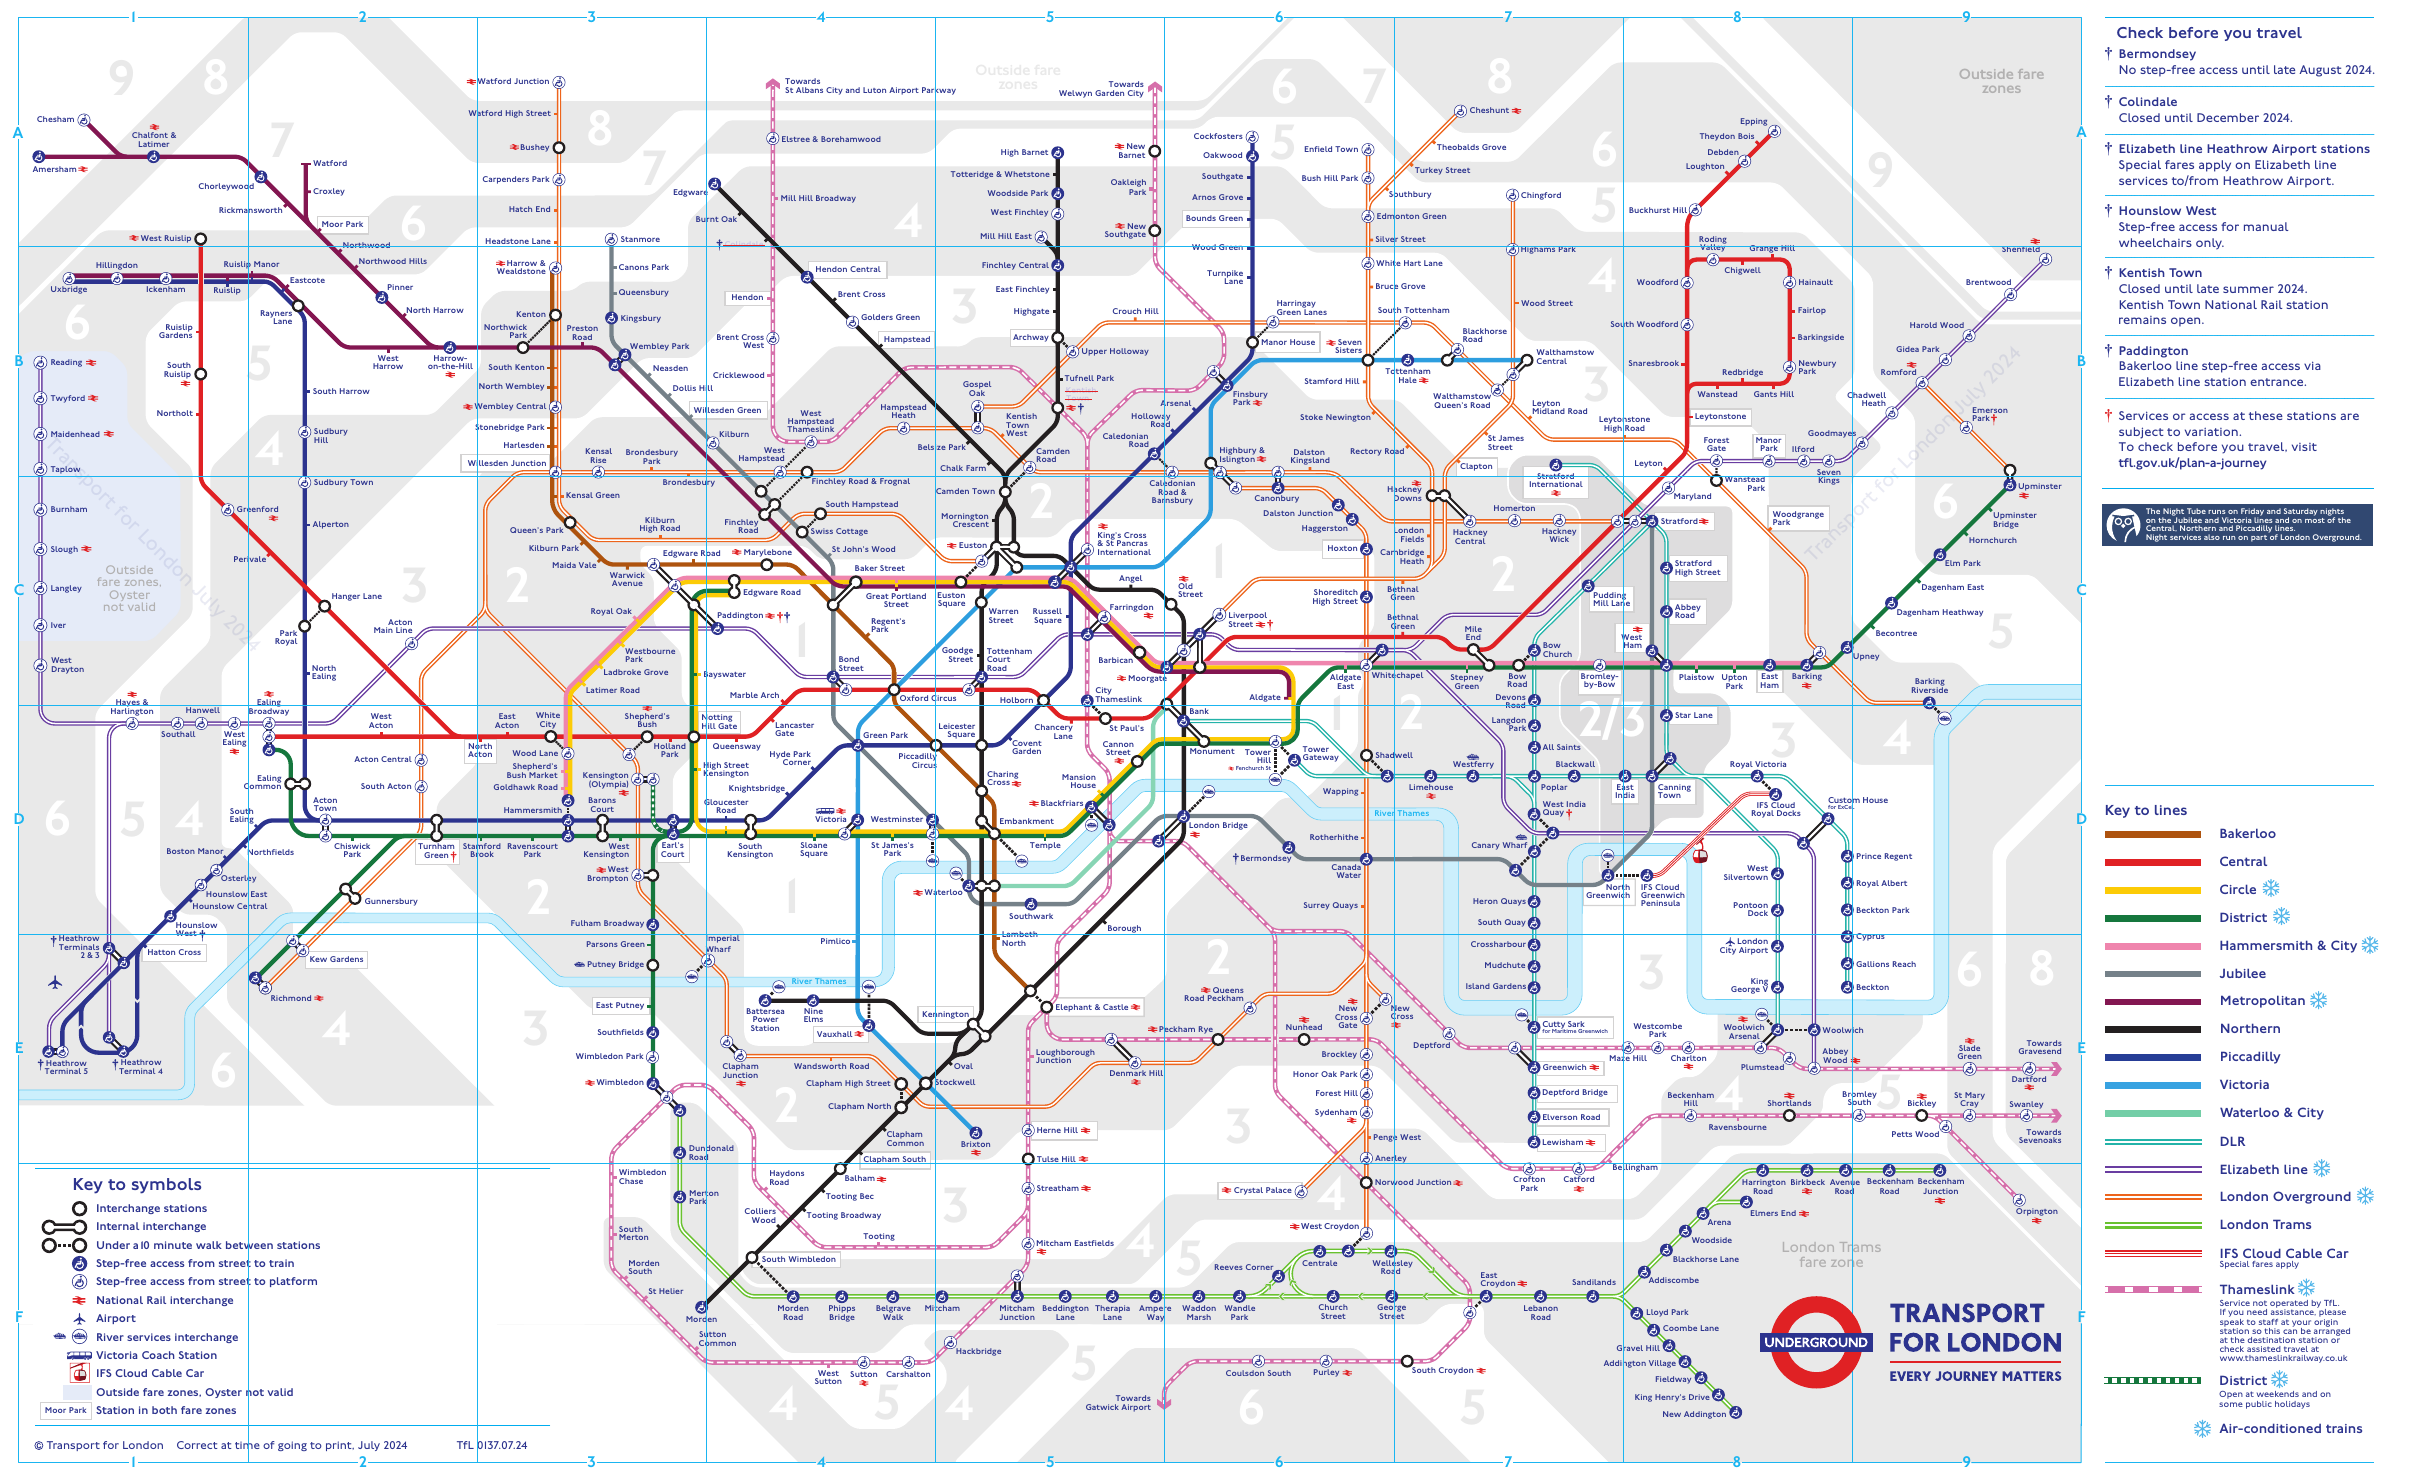 1
2
3
4
5
6
7
8
9
A
B
C
D
E
F
Outside fare
zones
Outside fare
zones
Outside
fare zones,
Oyster
not valid
London Trams
fare zone
2/3
Transport for London July 2024
Transport for London July 2024
Chesham
Chalfont &
Latimer
Amersham
Chorleywood
Rickmansworth
Watford
Croxley
Moor Park
Northwood
Northwood Hills
Pinner
North Harrow
Harrow-
on-the-Hill
West
Harrow
West Ruislip
Hillingdon
Uxbridge
Ickenham
Ruislip Manor
Ruislip
Eastcote
Rayners
Lane
Ruislip
Gardens
South
Ruislip
Northolt
Greenford
Perivale
Hanger Lane
South Harrow
Sudbury
Hill
Sudbury Town
Alperton
Park
Royal
North
Ealing
Reading
Twyford
Maidenhead
Taplow
Burnham
Slough
Langley
Iver
West
Drayton
Hayes &
Harlington
Southall
Hanwell
West
Ealing
Ealing
Broadway
Acton
Main Line
West
Acton
East
Acton
North
Acton
Ealing
Common
South
Ealing
Acton
Town
Acton Central
South Acton
Northfields
Boston Manor
Osterley
Hounslow East
Hounslow Central
Hounslow
West †
Hatton Cross
† Heathrow
Terminals
2 & 3
† Heathrow
Terminal 5
† Heathrow
Terminal 4
Chiswick
Park
Turnham
Green †
Stamford
Brook
Ravenscourt
Park
Gunnersbury
Kew Gardens
Richmond
Watford Junction
Watford High Street
Bushey
Carpenders Park
Hatch End
Headstone Lane
Harrow &
Wealdstone
Kenton
Northwick
Park
Preston
Road
South Kenton
North Wembley
Wembley Central
Stonebridge Park
Harlesden
Willesden Junction
Kensal Green
Queen's Park
Kilburn Park
Maida Vale
Warwick
Avenue
Stanmore
Canons Park
Queensbury
Kingsbury
Wembley Park
Neasden
Dollis Hill
Willesden Green
Kilburn
West
Hampstead
Finchley
Road
Swiss Cottage
St John's Wood
Kensal
Rise
Brondesbury
Park
Brondesbury
Kilburn
High Road
South Hampstead
Finchley Road & Frognal
West
Hampstead
Thameslink
Hampstead
Heath
Gospel
Oak
Kentish
Town
West
Camden
Road
Towards
St Albans City and Luton Airport Parkway
Elstree & Borehamwood
Mill Hill Broadway
Hendon
Brent Cross
West
Cricklewood
Edgware
Burnt Oak
† Colindale
Hendon Central
Brent Cross
Golders Green
Hampstead
Belsize Park
Chalk Farm
Camden Town
Mornington
Crescent
Euston
High Barnet
Totteridge & Whetstone
Woodside Park
West Finchley
Mill Hill East
Finchley Central
East Finchley
Highgate
Archway
Upper Holloway
Tufnell Park
Kentish
Town
†
Crouch Hill
Towards
Welwyn Garden City
New
Barnet
Oakleigh
Park
New
Southgate
Cockfosters
Oakwood
Southgate
Arnos Grove
Bounds Green
Wood Green
Turnpike
Lane
Harringay
Green Lanes
Manor House
Finsbury
Park
Arsenal
Holloway
Road
Caledonian
Road
Caledonian
Road &
Barnsbury
Highbury &
Islington
Canonbury
Dalston
Kingsland
Dalston Junction
Haggerston
Hoxton
Shoreditch
High Street
King's Cross
& St Pancras
International
Enfield Town
Bush Hill Park
Edmonton Green
Silver Street
White Hart Lane
Bruce Grove
South Tottenham
Seven
Sisters
Tottenham
Hale
Blackhorse
Road
Walthamstow
Central
Walthamstow
Queen's Road
Stamford Hill
Stoke Newington
Rectory Road
Hackney
Downs
London
Fields
Cambridge
Heath
Bethnal
Green
Cheshunt
Theobalds Grove
Turkey Street
Southbury
Chingford
Highams Park
Wood Street
St James
Street
Clapton
Leyton
Midland Road
Leytonstone
High Road
Hackney
Central
Homerton
Hackney
Wick
Stratford
International
Stratford
Epping
Theydon Bois
Debden
Loughton
Buckhurst Hill
Roding
Valley
Grange Hill
Chigwell
Hainault
Fairlop
Barkingside
Newbury
Park
Gants Hill
Redbridge
Wanstead
Woodford
South Woodford
Snaresbrook
Leytonstone
Leyton
Maryland
Forest
Gate
Manor
Park
Ilford
Seven
Kings
Goodmayes
Chadwell
Heath
Romford
Gidea Park
Harold Wood
Brentwood
Shenfield
Emerson
Park †
Upminster
Upminster
Bridge
Hornchurch
Elm Park
Dagenham East
Dagenham Heathway
Becontree
Upney
Barking
East
Ham
Upton
Park
Plaistow
West
Ham
Bromley-
by-Bow
Wanstead
Park
Woodgrange
Park
Barking
Riverside
Stratford
High Street
Abbey
Road
Pudding
Mill Lane
Bow
Church
Bow
Road
Mile
End
Stepney
Green
Bethnal
Green
Whitechapel
Aldgate
East
Aldgate
Liverpool
Street †
Old
Street
Angel
Farringdon
Barbican
Moorgate
Russell
Square
Euston
Square
Warren
Street
Great Portland
Street
Baker Street
Marylebone
Edgware Road
Edgware Road
Paddington ††
Royal Oak
Westbourne
Park
Ladbroke Grove
Latimer Road
White
City
Wood Lane
Shepherd's
Bush Market
Goldhawk Road
Hammersmith
Shepherd's
Bush
Holland
Park
Notting
Hill Gate
Bayswater
Queensway
Lancaster
Gate
Marble Arch
Bond
Street
Regent's
Park
Oxford Circus
Goodge
Street
Tottenham
Court
Road
Holborn
Chancery
Lane
City
Thameslink
St Paul's
Bank
Monument
Cannon
Street
Mansion
House
Blackfriars
Tower
Hill
Fenchurch St
Tower
Gateway
Leicester
Square
Covent
Garden
Piccadilly
Circus
Charing
Cross
Embankment
Temple
Green Park
Hyde Park
Corner
Knightsbridge
High Street
Kensington
Gloucester
Road
South
Kensington
Sloane
Square
Victoria
St James's
Park
Westminster
Waterloo
Southwark
London Bridge
†Bermondsey
Borough
Lambeth
North
Elephant & Castle
Kensington
(Olympia)
Barons
Court
West
Kensington
Earl's
Court
West
Brompton
Fulham Broadway
Parsons Green
Putney Bridge
East Putney
Southfields
Wimbledon Park
Wimbledon
Imperial
Wharf
Clapham
Junction
Wandsworth Road
Clapham High Street
Clapham North
Clapham
Common
Clapham South
Balham
Tooting Bec
Tooting Broadway
Colliers
Wood
South Wimbledon
Morden
Pimlico
River Thames
River Thames
Vauxhall
Battersea
Power
Station
Nine
Elms
Kennington
Oval
Stockwell
Brixton
Loughborough
Junction
Herne Hill
Tulse Hill
Streatham
Mitcham Eastfields
Denmark Hill
Peckham Rye
Queens
Road Peckham
Nunhead
Shadwell
Wapping
Rotherhithe
Canada
Water
Surrey Quays
New
Cross
Gate
New
Cross
Brockley
Honor Oak Park
Forest Hill
Sydenham
Penge West
Anerley
Crystal Palace
Norwood Junction
West Croydon
Limehouse
Westferry
Poplar
Blackwall
East
India
Canning
Town
All Saints
Langdon
Park
Devons
Road
Star Lane
Royal Victoria
IFS Cloud
Royal Docks
Custom House
for ExCeL
Prince Regent
Royal Albert
Beckton Park
Cyprus
Gallions Reach
Beckton
West
Silvertown
Pontoon
Dock
London
City Airport
King
George V
Woolwich
Arsenal
Woolwich
Abbey
Wood
Plumstead
West India
Quay †
Canary Wharf
Heron Quays
South Quay
Crossharbour
Mudchute
Island Gardens
Cutty Sark
for Maritime Greenwich
Greenwich
Deptford Bridge
Elverson Road
Lewisham
North
Greenwich
IFS Cloud
Greenwich
Peninsula
Deptford
Maze Hill
Westcombe
Park
Charlton
Slade
Green
Dartford
Towards
Gravesend
Beckenham
Hill
Ravensbourne
Shortlands
Bromley
South
Bickley
St Mary
Cray
Swanley
Petts Wood
Orpington
Towards
Sevenoaks
Bellingham
Catford
Crofton
Park
Dundonald
Road
Merton
Park
Morden
Road
Phipps
Bridge
Belgrave
Walk
Mitcham
Mitcham
Junction
Beddington
Lane
Therapia
Lane
Ampere
Way
Waddon
Marsh
Wandle
Park
Reeves Corner
Centrale
Wellesley
Road
Church
Street
George
Street
East
Croydon
Lebanon
Road
Sandilands
Addiscombe
Blackhorse Lane
Woodside
Arena
Elmers End
Harrington
Road
Birkbeck
Avenue
Road
Beckenham
Road
Beckenham
Junction
Lloyd Park
Coombe Lane
Gravel Hill
Addington Village
Fieldway
King Henry's Drive
New Addington
Wimbledon
Chase
South
Merton
Morden
South
St Helier
Sutton
Common
West
Sutton
Sutton
Carshalton
Hackbridge
Haydons
Road
Tooting
Coulsdon South
Purley
South Croydon
Towards
Gatwick Airport
Key to symbols
Interchange stations
Internal interchange
Under a 10 minute walk between stations
Step-free access from street to train
Step-free access from street to platform
National Rail interchange
Airport
River services interchange
Victoria Coach Station
IFS Cloud Cable Car
Outside fare zones, Oyster not valid
Moor Park
Station in both fare zones
© Transport for London
Correct at time of going to print, July 2024
TfL 0137.07.24
UNDERGROUND
TRANSPORT
FOR LONDON
EVERY JOURNEY MATTERS
Check before you travel
† Bermondsey
No step-free access until late August 2024.
† Colindale
Closed until December 2024.
† Elizabeth line Heathrow Airport stations
Special fares apply on Elizabeth line
services to/from Heathrow Airport.
† Hounslow West
Step-free access for manual
wheelchairs only.
† Kentish Town
Closed until late summer 2024.
Kentish Town National Rail station
remains open.
† Paddington
Bakerloo line step-free access via
Elizabeth line station entrance.
† Services or access at these stations are
subject to variation.
To check before you travel, visit
tfl.gov.uk/plan-a-journey
The Night Tube runs on Friday and Saturday nights
on the Jubilee and Victoria lines and on most of the
Central, Northern and Piccadilly lines.
Night services also run on part of London Overground.
Key to lines
Bakerloo
Central
Circle
District
Hammersmith & City
Jubilee
Metropolitan
Northern
Piccadilly
Victoria
Waterloo & City
DLR
Elizabeth line
London Overground
London Trams
IFS Cloud Cable Car
Special fares apply
Thameslink
Service not operated by TfL.
If you need assistance, please
speak to staff at your origin
station so this can be arranged
at the destination station or
check assisted travel at
www.thameslinkrailway.co.uk
District
Open at weekends and on
some public holidays
Air-conditioned trains